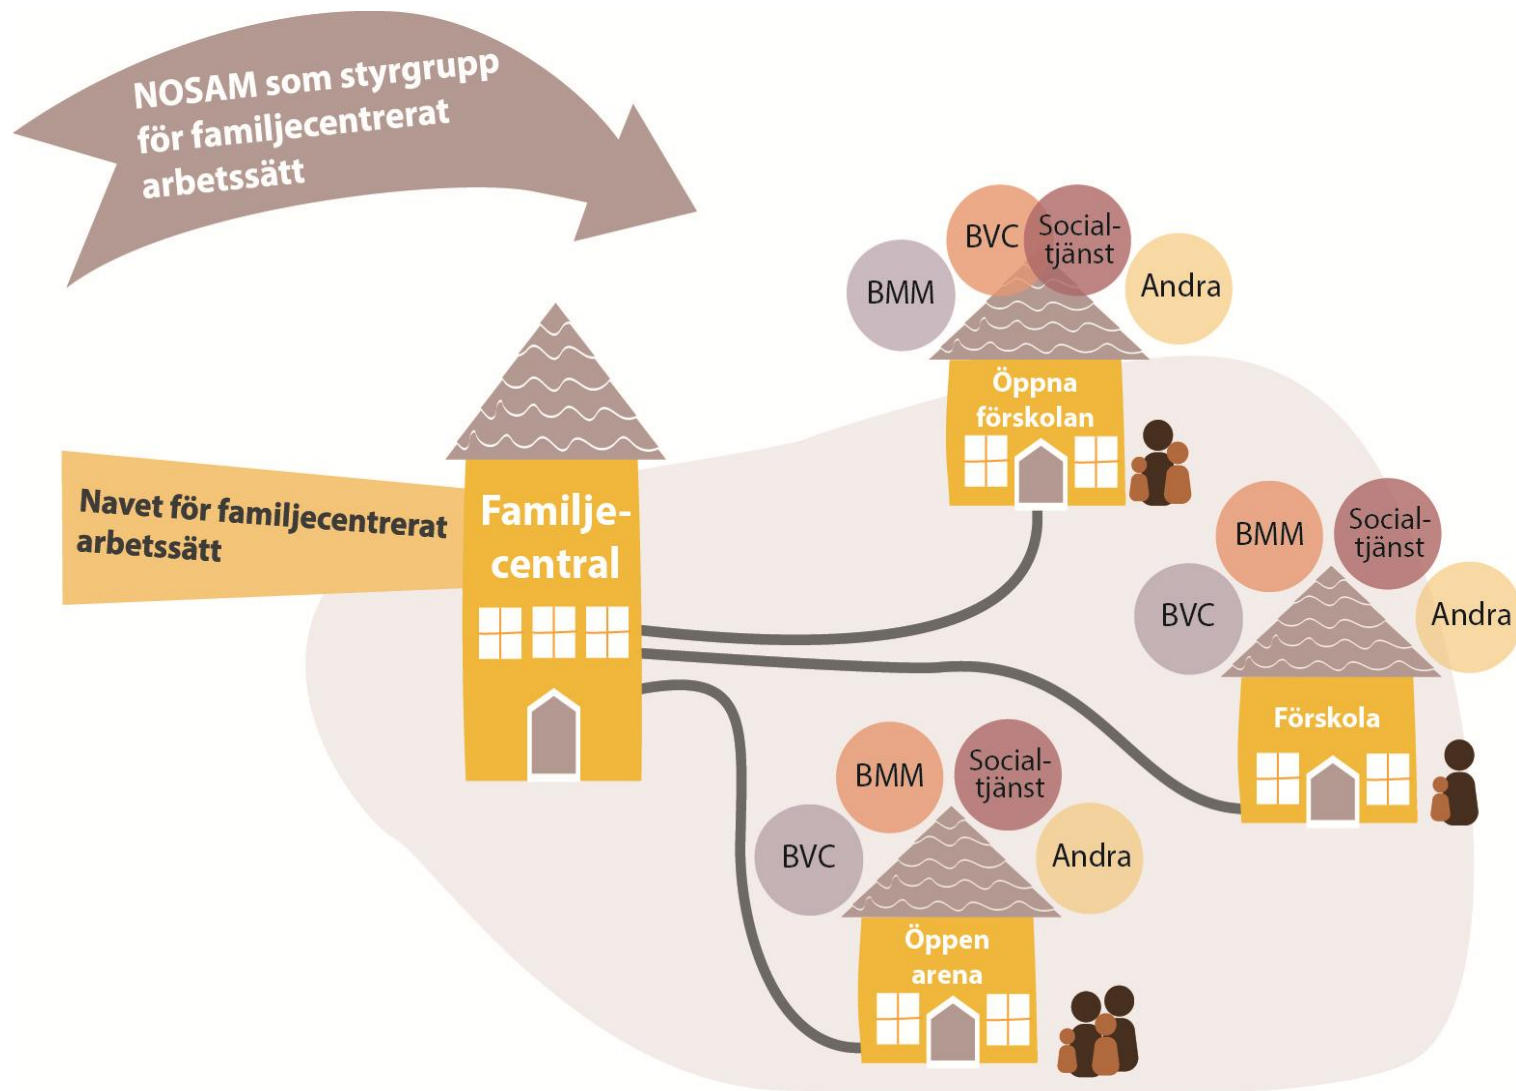 NOSAM som styrgrupp
för familjecentrerat
arbetssätt
Navet för familjecentrerat
arbetssätt
Familje-
central
BMM
BVC
Social-
tjänst
Andra
Öppna
förskolan
BVC
BMM
Social-
tjänst
Andra
Förskola
BVC
BMM
Social-
tjänst
Andra
Öppen
arena